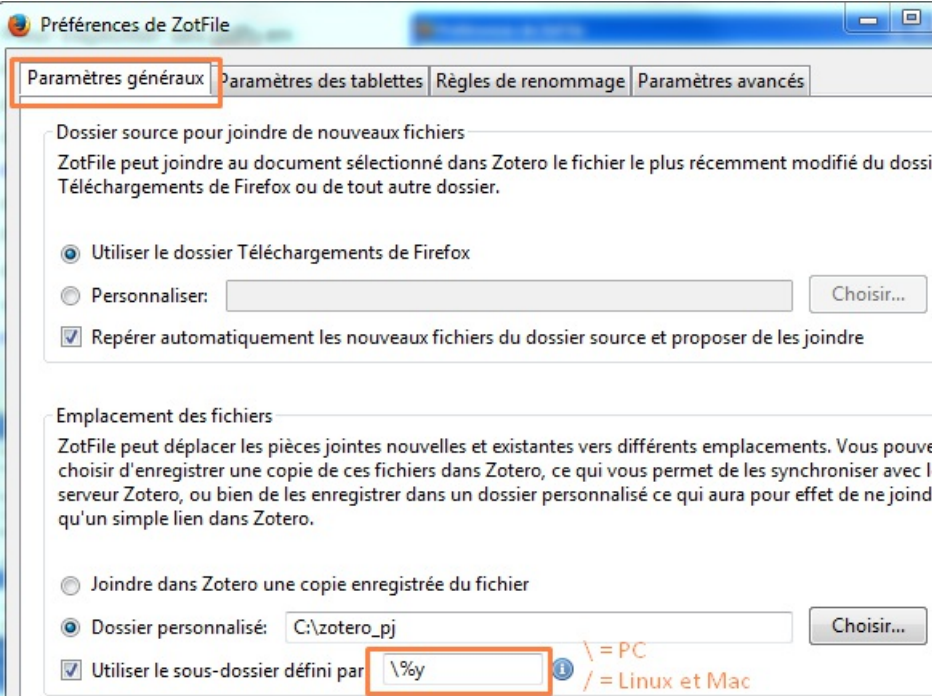 Préférences de ZotFile
Paramètres généraux Paramètres des tablettes Règles de renommage Paramètres avancés
Dossier source pour joindre de nouveaux fichiers
ZotFile peut joindre au document sélectionné dans Zotero le fichier le plus récemment modifié du dossi
Téléchargements de Firefox ou de tout autre dossier.
Utiliser le dossier Téléchargements de Firefox
Personnaliser: Choisir...
Repérer automatiquement les nouveaux fichiers du dossier source et proposer de les joindre
Emplacement des fichiers
ZotFile peut déplacer les pièces jointes nouvelles et existantes vers différents emplacements. Vous pouve
choisir d'enregistrer une copie de ces fichiers dans Zotero, ce qui vous permet de les synchroniser avec l
serveur Zotero, ou bien de les enregistrer dans un dossier personnalisé ce qui aura pour effet de ne joind
qu'un simple lien dans Zotero.
Joindre dans Zotero une copie enregistrée du fichier
Dossier personnalisé: C:\zotero_pj Choisir...
Utiliser le sous-dossier défini par \%y
\ = PC
/ = Linux et Mac